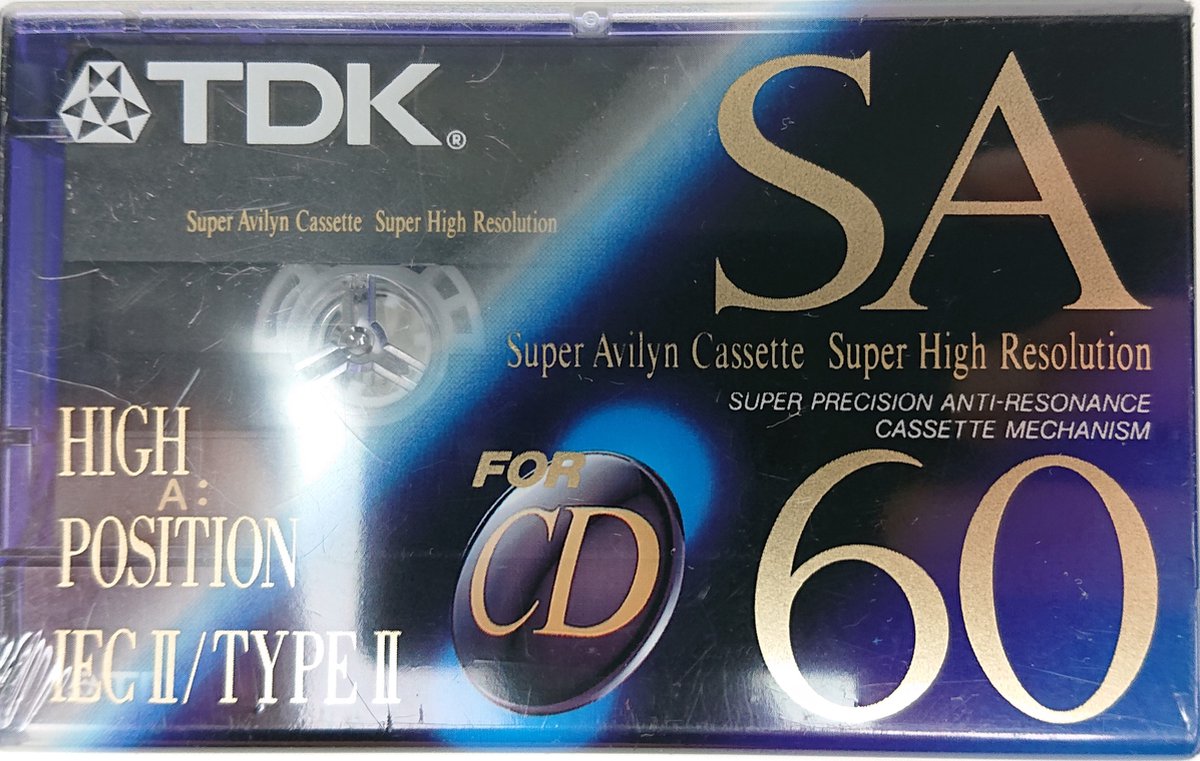 TDK®
SA
Super Avilyn Cassette Super High Resolution
Super Avilyn Cassette Super High Resolution
SUPER PRECISION ANTI-RESONANCE
CASSETTE MECHANISM
HIGH
A:
POSITION
IEC II/TYPE II
FOR
CD
60